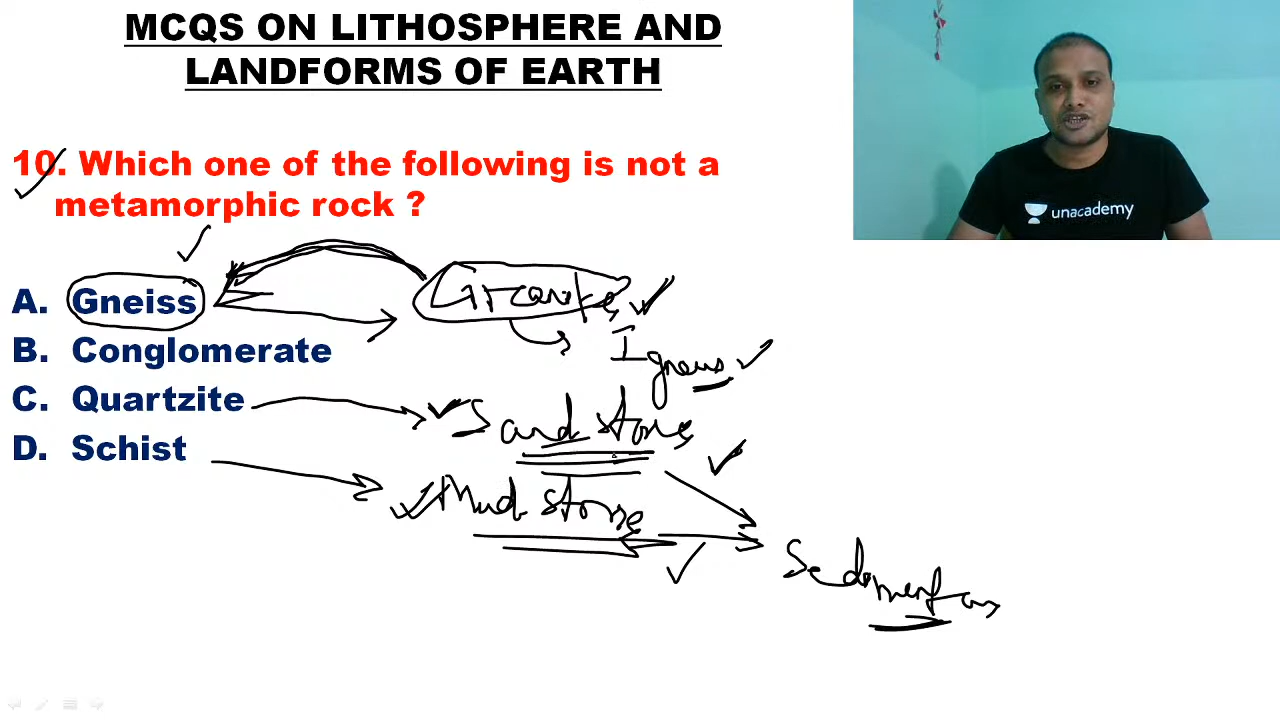 MCQS ON LITHOSPHERE AND
LANDFORMS OF EARTH
unacademy
10. Which one of the following is not a
metamorphic rock ?
A. Gneiss
Granite
Igneus
B. Conglomerate
C. Quartzite
Sand stone
D. Schist
Mud stone
Sedimentary